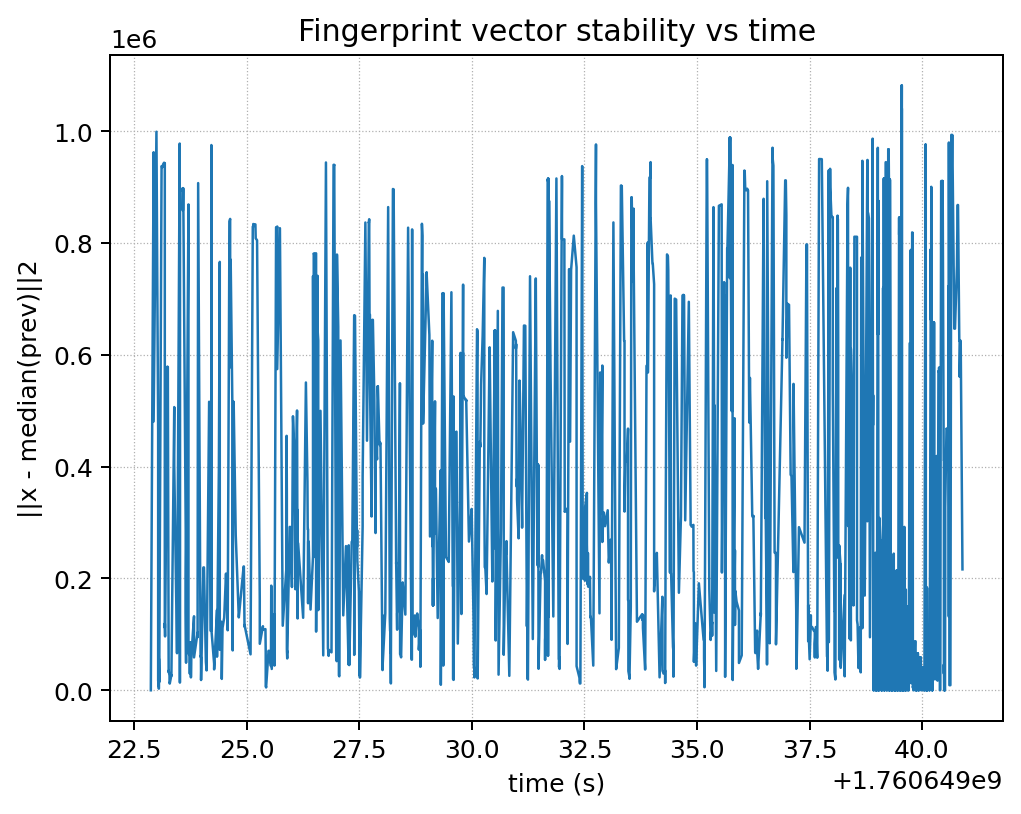 Fingerprint vector stability vs time
1e6
1.0
0.8
0.6
0.4
0.2
0.0
||x - median(prev)||2
22.5 25.0 27.5 30.0 32.5 35.0 37.5 40.0
time (s)
+1.760649e9